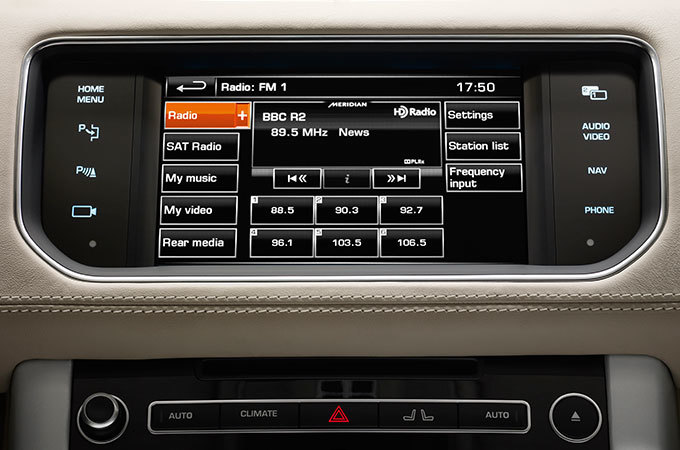 HOME
MENU
P
P
Radio: FM 1
17:50
Radio +
SAT Radio
My music
My video
Rear media
MERIDIAN
BBC R2
HD Radio
89.5 MHz News
PLIIx
i
1 88.5
2 90.3
3 92.7
4 96.1
5 103.5
6 106.5
Settings
Station list
Frequency
input
AUDIO
VIDEO
NAV
PHONE
AUTO
CLIMATE
AUTO